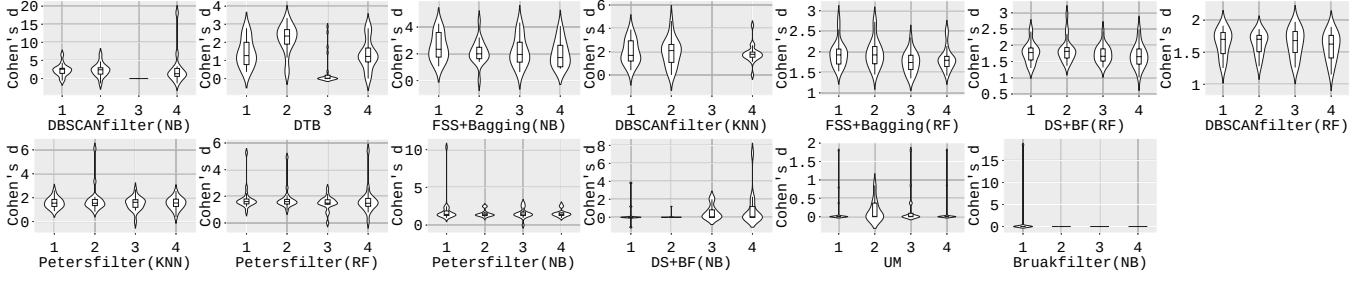 Cohen's d
20
15
10
5
0
1 2 3 4
DBSCANfilter(NB)
Cohen's d
4
3
2
1
0
1 2 3 4
DTB
Cohen's d
4
2
0
1 2 3 4
FSS+Bagging(NB)
Cohen's d
6
4
2
0
1 2 3 4
DBSCANfilter(KNN)
Cohen's d
3
2.5
2
1.5
1
1 2 3 4
FSS+Bagging(RF)
Cohen's d
3
2.5
2
1.5
1
0.5
1 2 3 4
DS+BF(RF)
Cohen's d
2
1.5
1
1 2 3 4
DBSCANfilter(RF)
Cohen's d
6
4
2
0
1 2 3 4
Petersfilter(KNN)
Cohen's d
6
4
2
0
1 2 3 4
Petersfilter(RF)
Cohen's d
10
5
0
1 2 3 4
Petersfilter(NB)
Cohen's d
8
6
4
2
0
1 2 3 4
DS+BF(NB)
Cohen's d
2
1.5
1
0.5
0
1 2 3 4
UM
Cohen's d
15
10
5
0
1 2 3 4
Bruakfilter(NB)